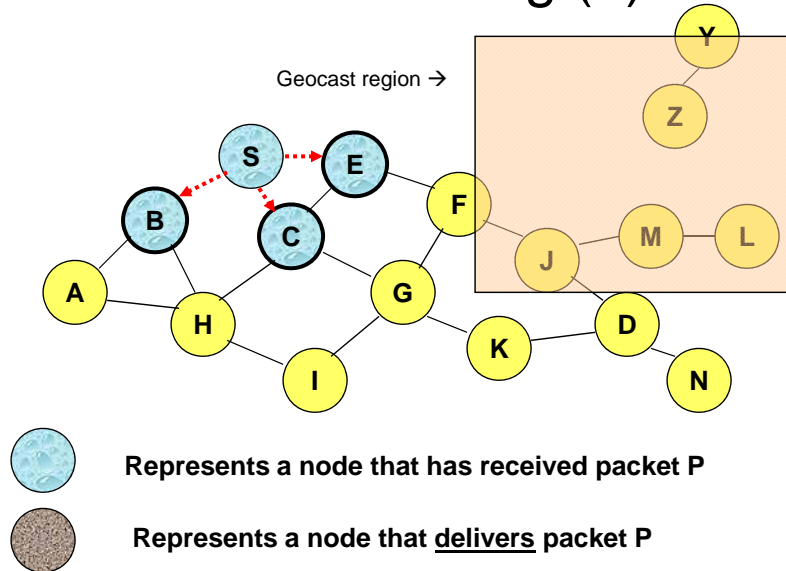 Y
Geocast region →
Z
S
E
F
B
C
M
L
J
A
G
H
D
K
I
N
Represents a node that has received packet P
Represents a node that delivers packet P